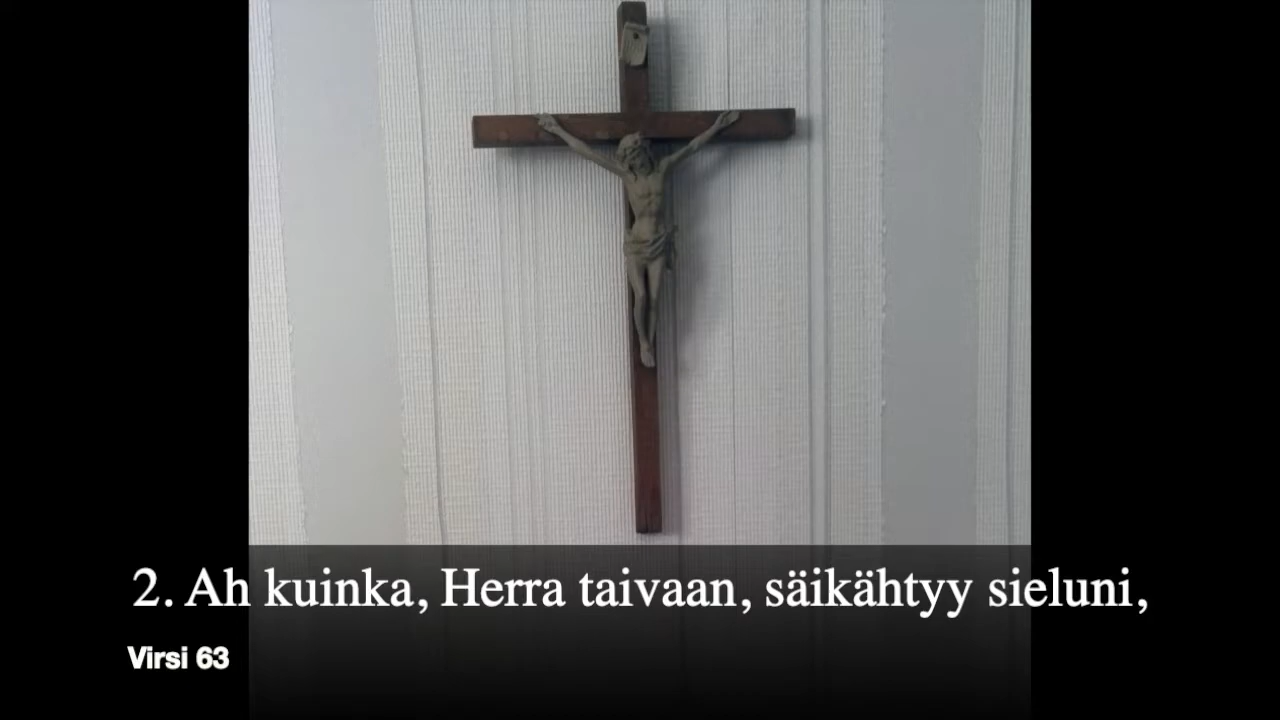 2. Ah kuinka, Herra taivaan, säikähtyy sieluni,
Virsi 63